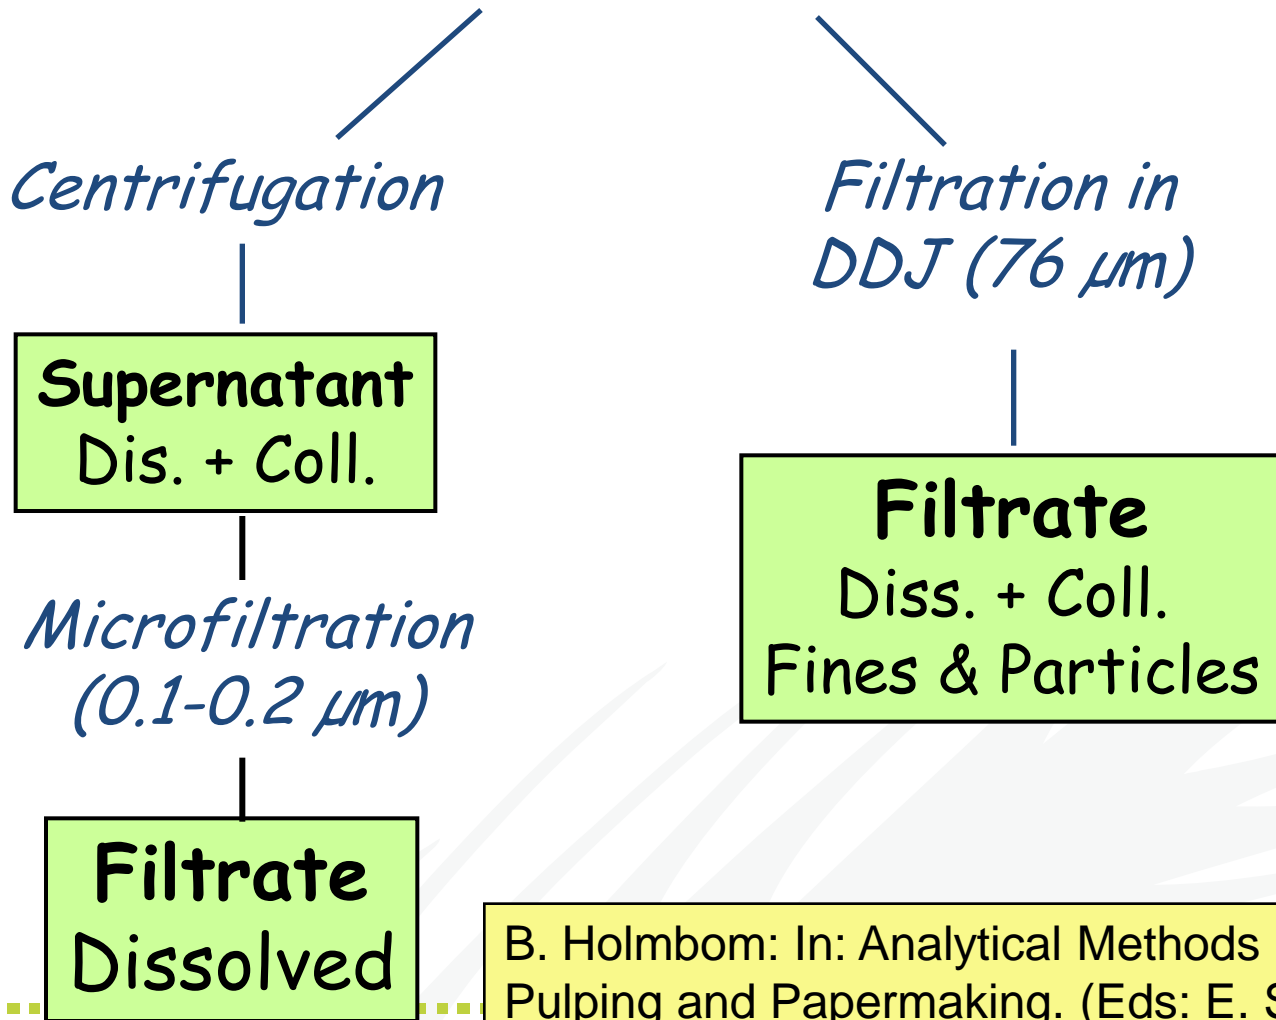 Centrifugation
Supernatant
Dis. + Coll.
Microfiltration
(0.1-0.2 µm)
Filtrate
Dissolved
Filtration in
DDJ (76 µm)
Filtrate
Diss. + Coll.
Fines & Particles
B. Holmbom: In: Analytical Methods
Pulping and Papermaking. (Eds: E. S